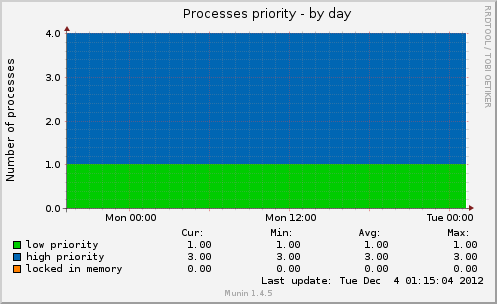 Processes priority - by day
RRDTOOL / TOBI OETIKER
Number of processes
4.0
3.0
2.0
1.0
0.0
Mon 00:00 Mon 12:00 Tue 00:00
Cur: Min: Avg: Max:
low priority 1.00 1.00 1.00 1.00
high priority 3.00 3.00 3.00 3.00
locked in memory 0.00 0.00 0.00 0.00
Last update: Tue Dec 4 01:15:04 2012
Munin 1.4.5